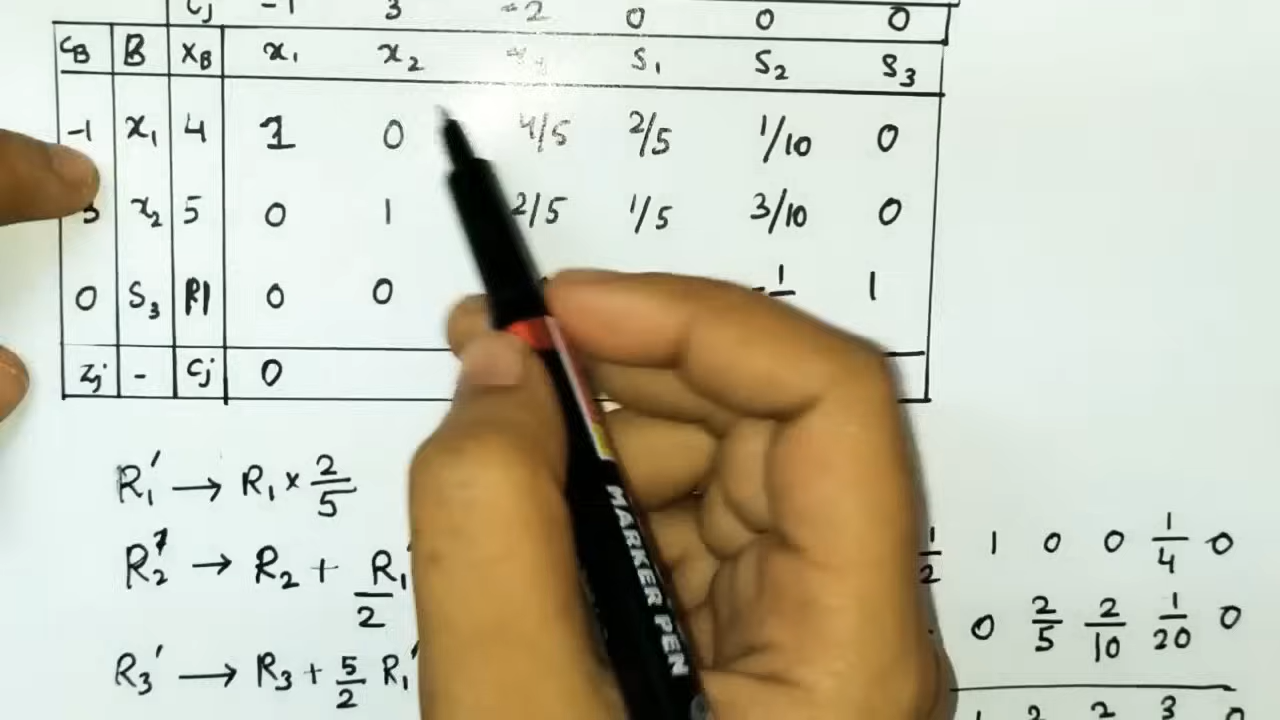 Cj -1 3 -2 0 0 0
CB B XB x1 x2 S1 S2 S3
-1 x1 4 1 0 4/5 2/5 1/10 0
3 x2 5 0 1 2/5 1/5 3/10 0
0 S3 11 0 0 1
Zj - Cj 0
R1' → R1 × 2/5
R2' → R2 + R1'/2
R3' → R3 + 5/2 R1'
1/2 1 0 0 1/4 0
0 2/5 2/10 1/20 0
MARKER PEN